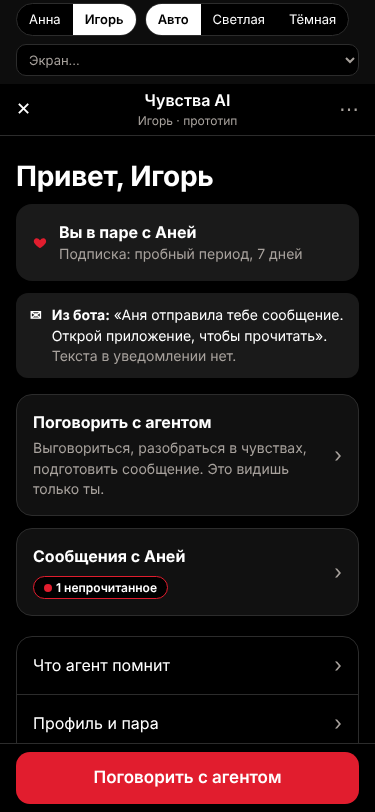 Анна Игорь Авто Светлая Тёмная
Экран...
✕ Чувства AI ...
Игорь · прототип
Привет, Игорь
Вы в паре с Аней
Подписка: пробный период, 7 дней
Из бота: «Аня отправила тебе сообщение.
Открой приложение, чтобы прочитать».
Текста в уведомлении нет.
Поговорить с агентом
Выговориться, разобраться в чувствах,
подготовить сообщение. Это видишь
только ты.
Сообщения с Аней
1 непрочитанное
Что агент помнит
Профиль и пара
Поговорить с агентом